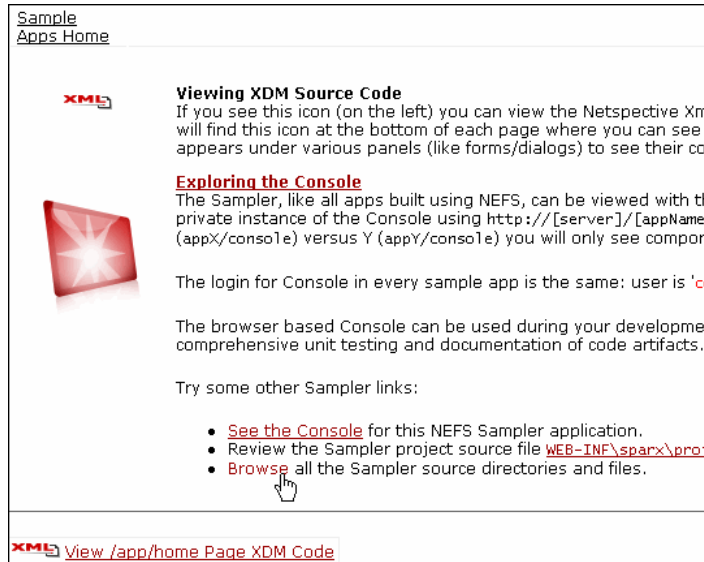 Sample
Apps Home
XML
Viewing XDM Source Code
If you see this icon (on the left) you can view the Netspective
will find this icon at the bottom of each page where you can see
appears under various panels (like forms/dialogs) to see their
Exploring the Console
The Sampler, like all apps built using NEFS, can be viewed with
private instance of the Console using http://[server]/[appName
(appX/console) versus Y (appY/console) you will only see
The login for Console in every sample app is the same: user is
The browser based Console can be used during your
comprehensive unit testing and documentation of code artifacts.
Try some other Sampler links:
• See the Console for this NEFS Sampler application.
• Review the Sampler project source file WEB-INF\sparx\
• Browse all the Sampler source directories and files.
XML View /app/home Page XDM Code